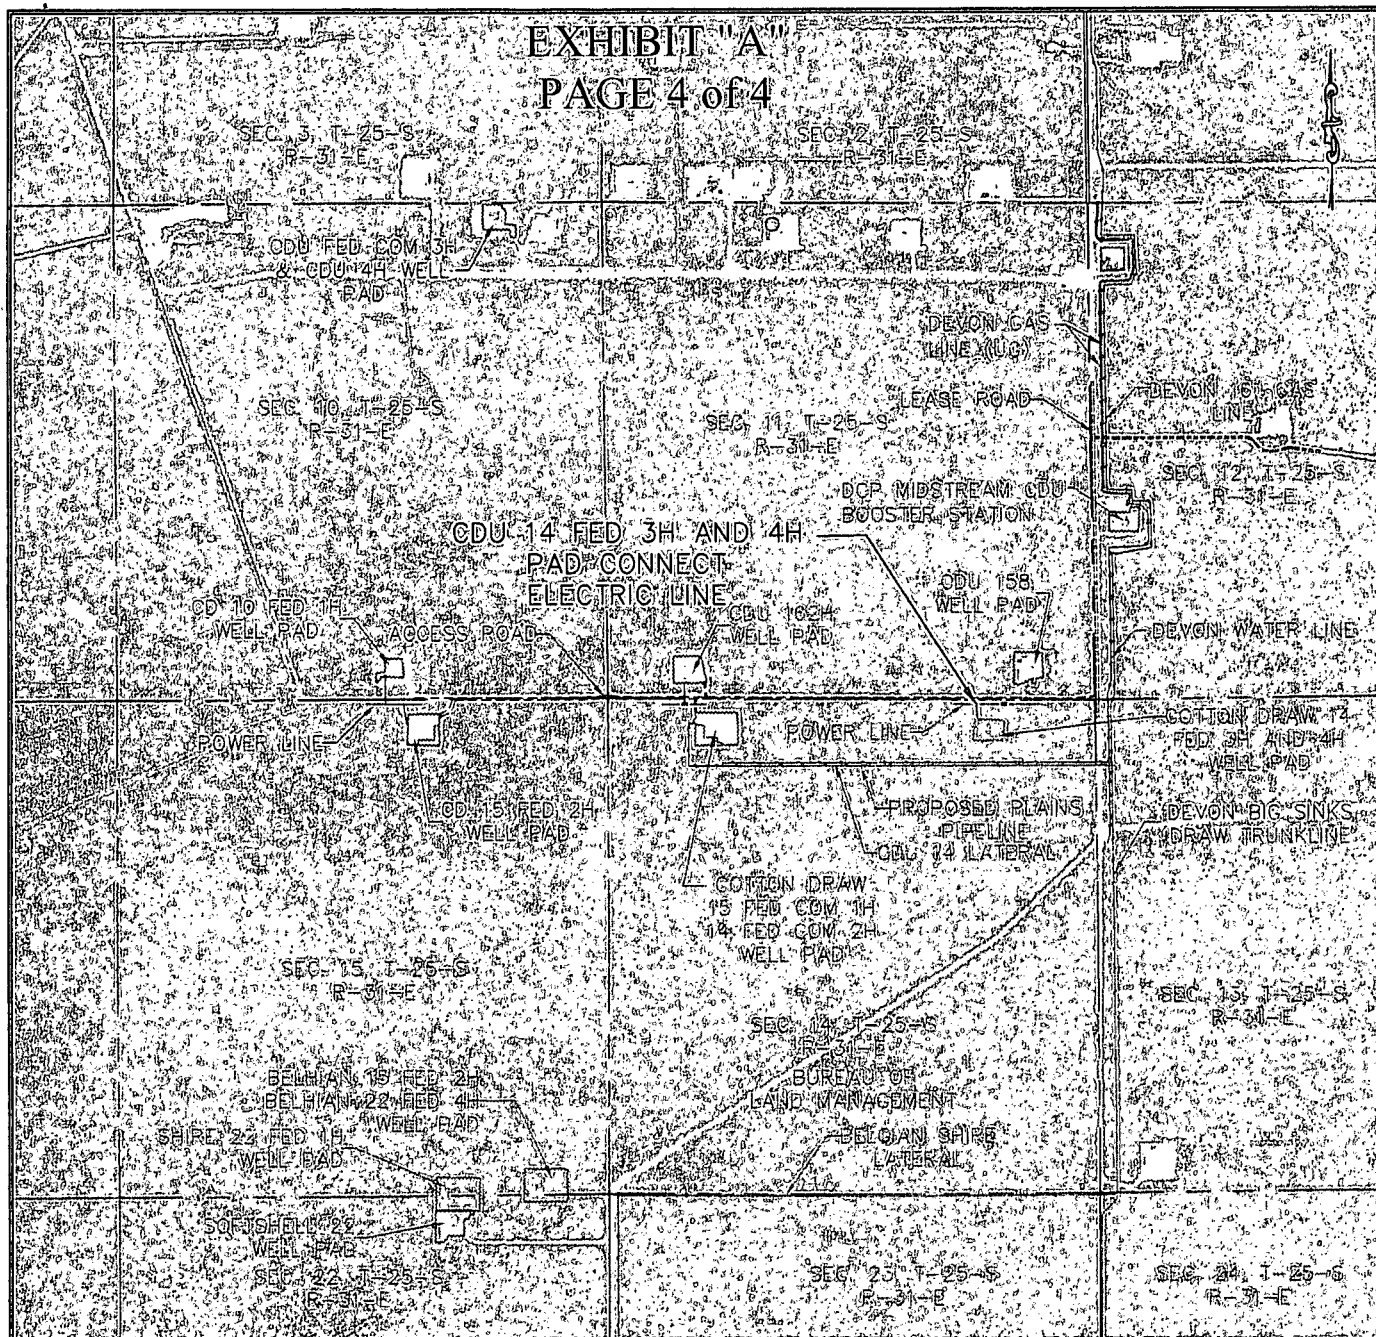 EXHIBIT "A"
PAGE 4 of 4
SEC. 3, T-25-S
R-31-E
SEC. 2, T-25-S
R-31-E
CDU FED COM 3H
& CDU 4H WELL
PAD
DEVON GAS
LINE (UG)
LEASE ROAD
DEVON 16" GAS
LINE
SEC. 10, T-25-S
R-31-E
SEC. 11, T-25-S
R-31-E
SEC. 12, T-25-S
R-31-E
DCP MIDSTREAM CDU
BOOSTER STATION
CDU 14 FED 3H AND 4H
PAD CONNECT
ELECTRIC LINE
CD 10 FED 1H
WELL PAD
ACCESS ROAD
CDU 162H
WELL PAD
CDU 158
WELL PAD
DEVON WATER LINE
POWER LINE
POWER LINE
COTTON DRAW 14
FED 3H AND 4H
WELL PAD
CD 15 FED 2H
WELL PAD
PROPOSED PLAINS
PIPELINE
CDU 14 LATERAL
DEVON BIG SINKS
DRAW TRUNKLINE
COTTON DRAW
15 FED COM 1H
14 FED COM 2H
WELL PAD
SEC. 15, T-25-S
R-31-E
SEC. 14, T-25-S
R-31-E
BUREAU OF
LAND MANAGEMENT
SEC. 13, T-25-S
R-31-E
BELGIAN SHIRE
LATERAL
FED 2H
22 FED 4H
WELL PAD
SHIRE 22 FED 1H
WELL PAD
SOFTSHELL 22
WELL PAD
SEC. 22, T-25-S
R-31-E
SEC. 23, T-25-S
R-31-E
SEC. 24, T-25-S
R-31-E